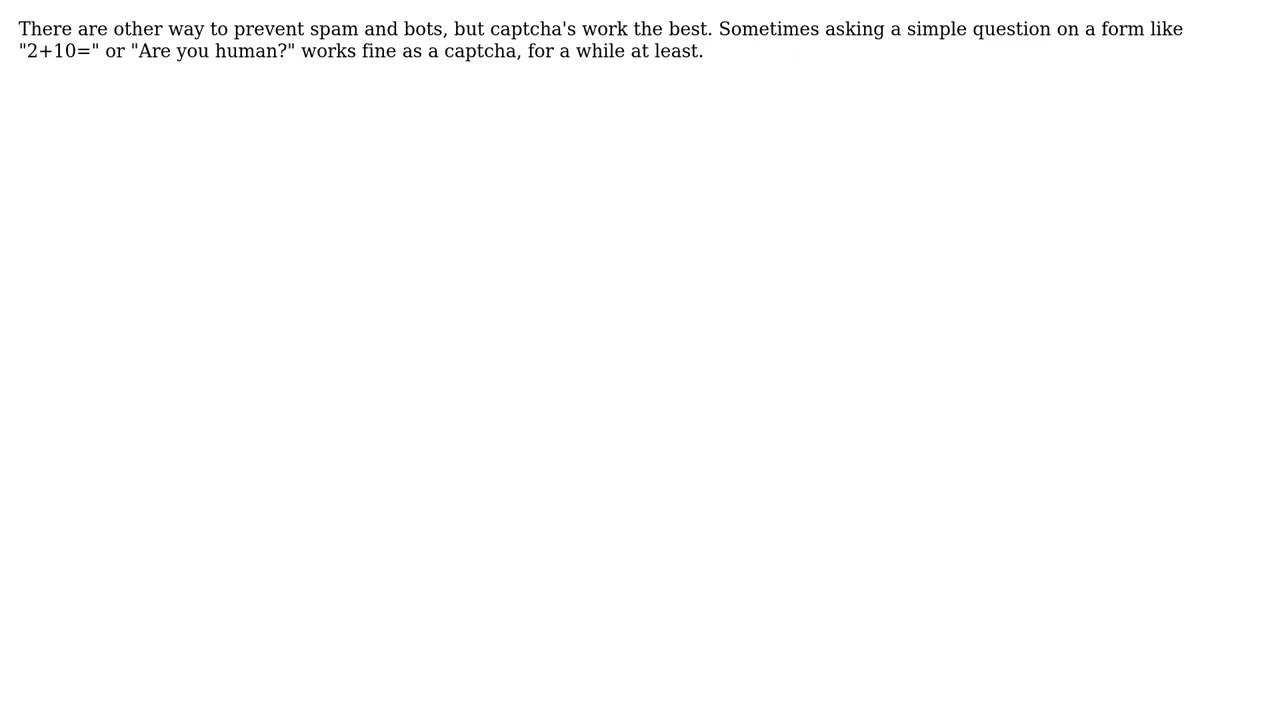 There are other way to prevent spam and bots, but captcha's work the best. Sometimes asking a simple question on a form like
"2+10=" or "Are you human?" works fine as a captcha, for a while at least.